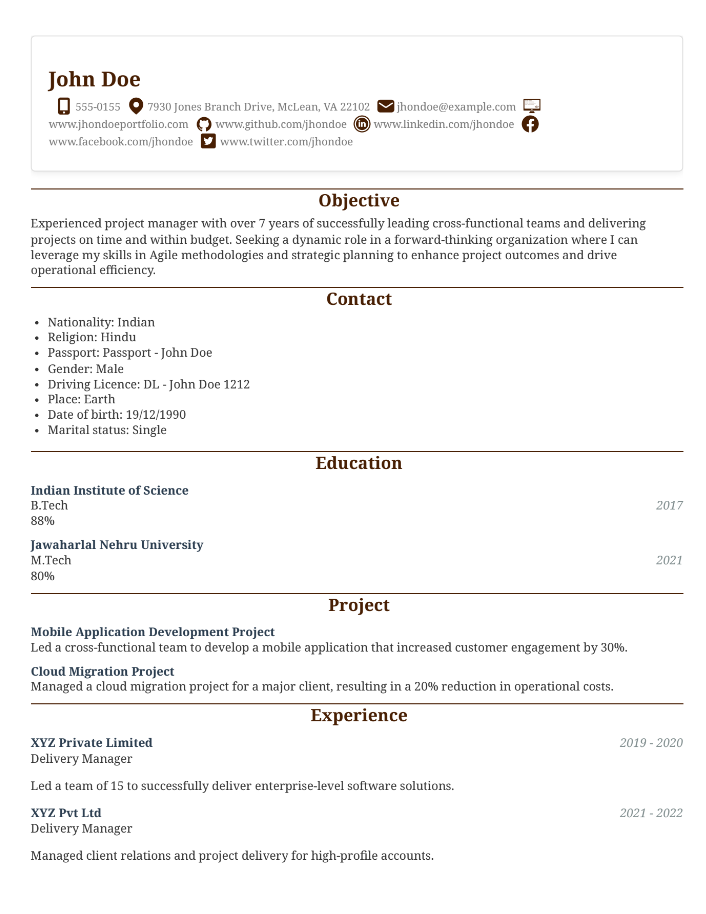 John Doe
555-0155 7930 Jones Branch Drive, McLean, VA 22102 jhondoe@example.com
www.jhondoeportfolio.com www.github.com/jhondoe www.linkedin.com/jhondoe
www.facebook.com/jhondoe www.twitter.com/jhondoe
Objective
Experienced project manager with over 7 years of successfully leading cross-functional teams and delivering
projects on time and within budget. Seeking a dynamic role in a forward-thinking organization where I can
leverage my skills in Agile methodologies and strategic planning to enhance project outcomes and drive
operational efficiency.
Contact
• Nationality: Indian
• Religion: Hindu
• Passport: Passport - John Doe
• Gender: Male
• Driving Licence: DL - John Doe 1212
• Place: Earth
• Date of birth: 19/12/1990
• Marital status: Single
Education
Indian Institute of Science
B.Tech 2017
88%
Jawaharlal Nehru University
M.Tech 2021
80%
Project
Mobile Application Development Project
Led a cross-functional team to develop a mobile application that increased customer engagement by 30%.
Cloud Migration Project
Managed a cloud migration project for a major client, resulting in a 20% reduction in operational costs.
Experience
XYZ Private Limited 2019 - 2020
Delivery Manager
Led a team of 15 to successfully deliver enterprise-level software solutions.
XYZ Pvt Ltd 2021 - 2022
Delivery Manager
Managed client relations and project delivery for high-profile accounts.